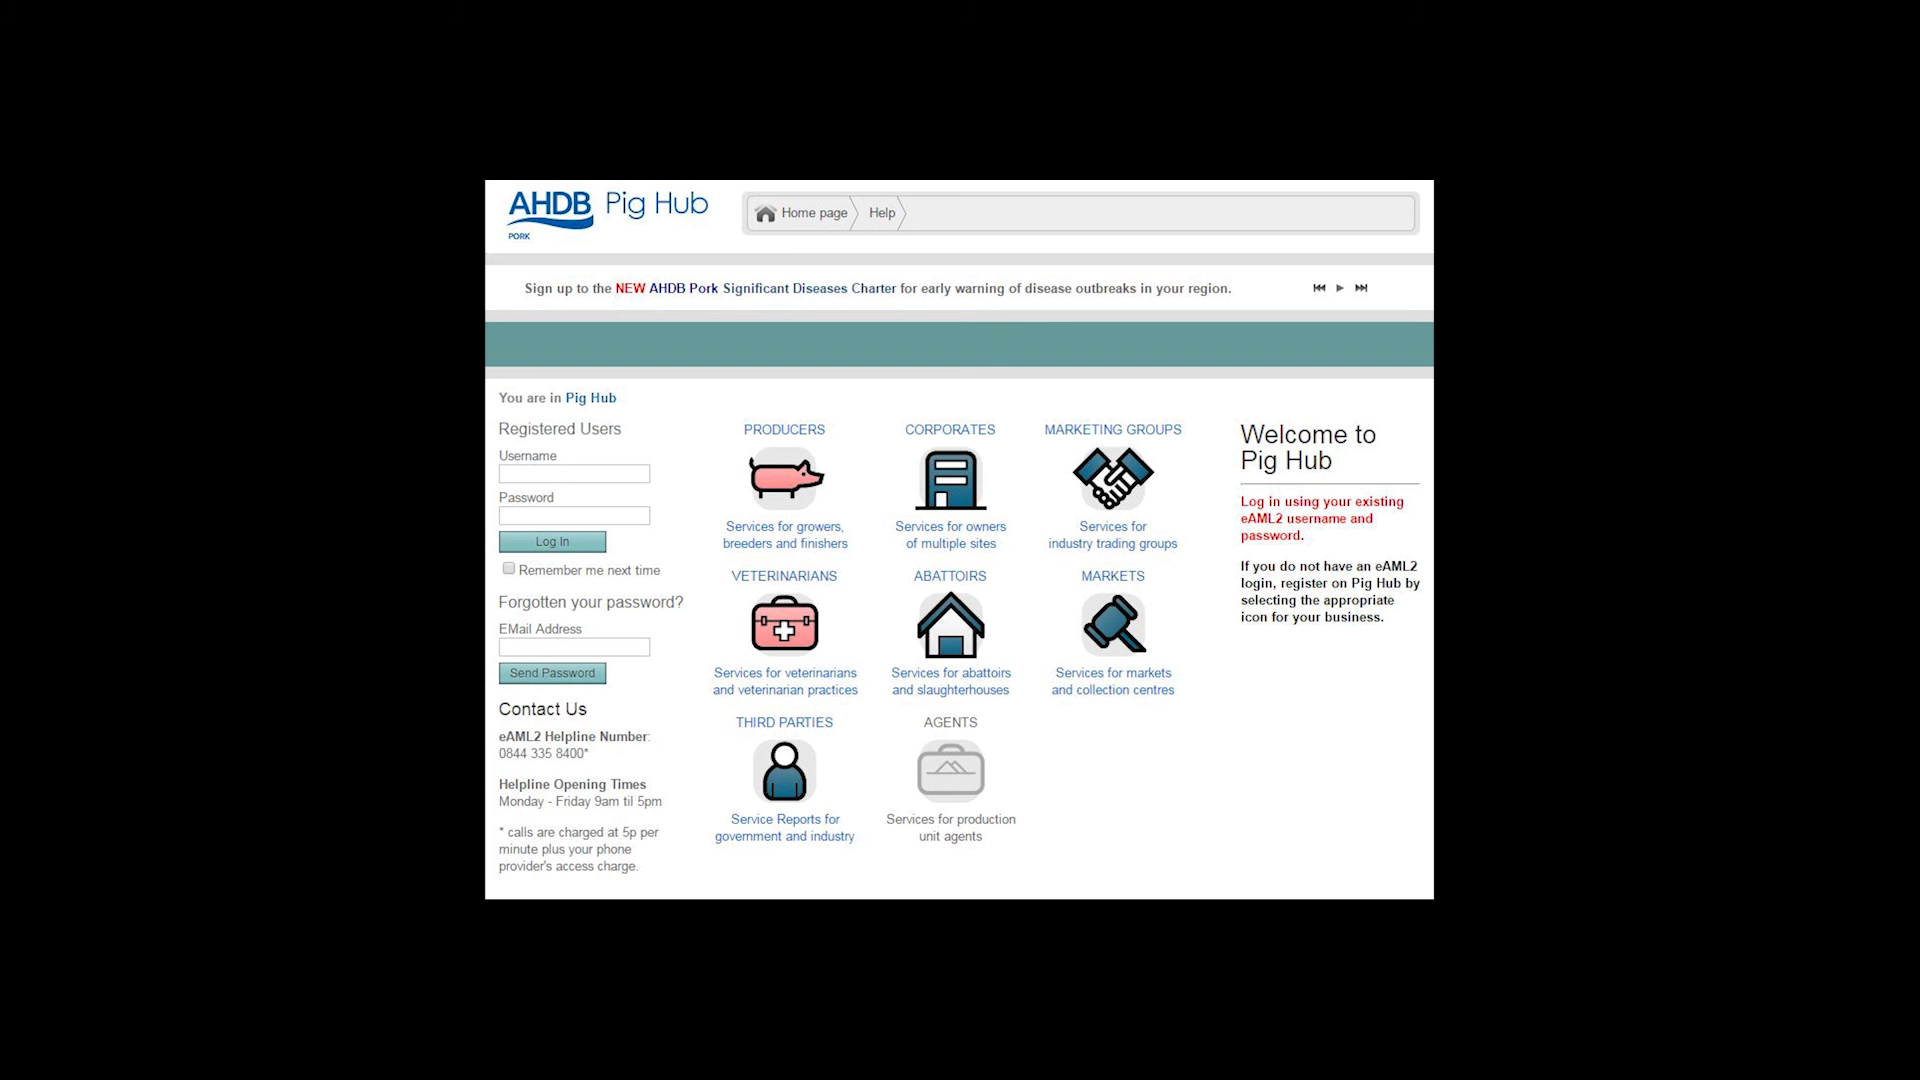 AHDB Pig Hub
PORK
Home page
Help
Sign up to the NEW AHDB Pork Significant Diseases Charter for early warning of disease outbreaks in your region.
You are in Pig Hub
Registered Users
Username
Password
Log In
Remember me next time
Forgotten your password?
EMail Address
Send Password
Contact Us
eAML2 Helpline Number:
0844 335 8400*
Helpline Opening Times
Monday - Friday 9am til 5pm
* calls are charged at 5p per
minute plus your phone
provider's access charge.
PRODUCERS
Services for growers,
breeders and finishers
CORPORATES
Services for owners
of multiple sites
MARKETING GROUPS
Services for
industry trading groups
VETERINARIANS
Services for veterinarians
and veterinarian practices
ABATTOIRS
Services for abattoirs
and slaughterhouses
MARKETS
Services for markets
and collection centres
THIRD PARTIES
Service Reports for
government and industry
AGENTS
Services for production
unit agents
Welcome to
Pig Hub
Log in using your existing
eAML2 username and
password.
If you do not have an eAML2
login, register on Pig Hub by
selecting the appropriate
icon for your business.